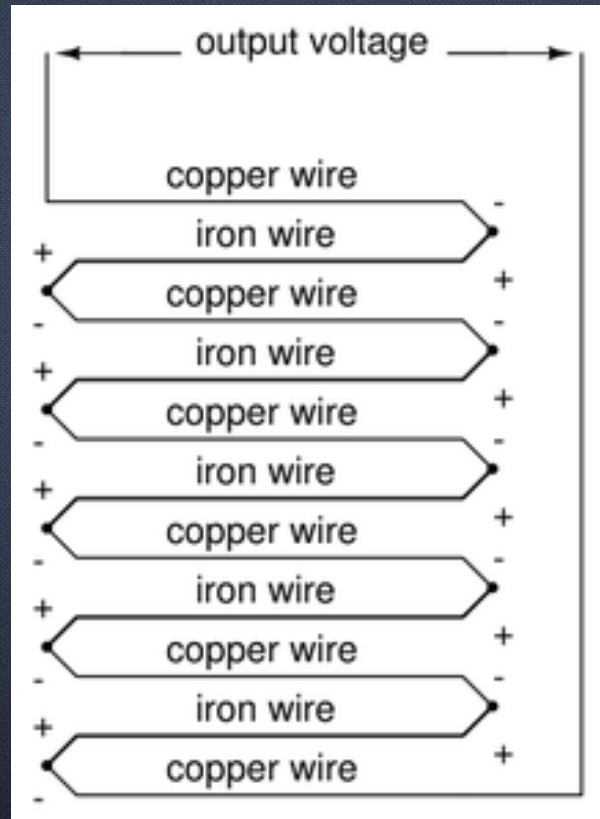 output voltage
copper wire
-
iron wire
+
+
copper wire
-
-
iron wire
+
+
copper wire
-
-
iron wire
+
+
copper wire
-
-
iron wire
+
+
copper wire
-
-
iron wire
+
+
copper wire
-